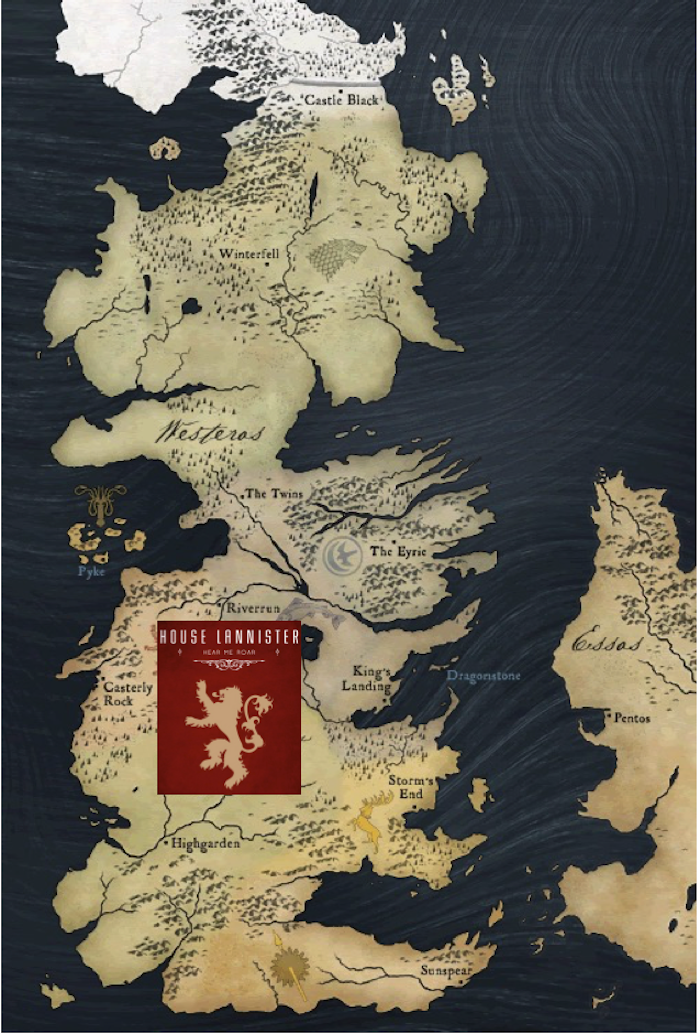 Castle Black
Winterfell
Westeros
The Twins
The Eyrie
Pyke
Riverrun
HOUSE LANNISTER
HEAR ME ROAR
King's
Landing
Dragonstone
Casterly
Rock
Essos
Pentos
Storm's
End
Highgarden
Sunspear